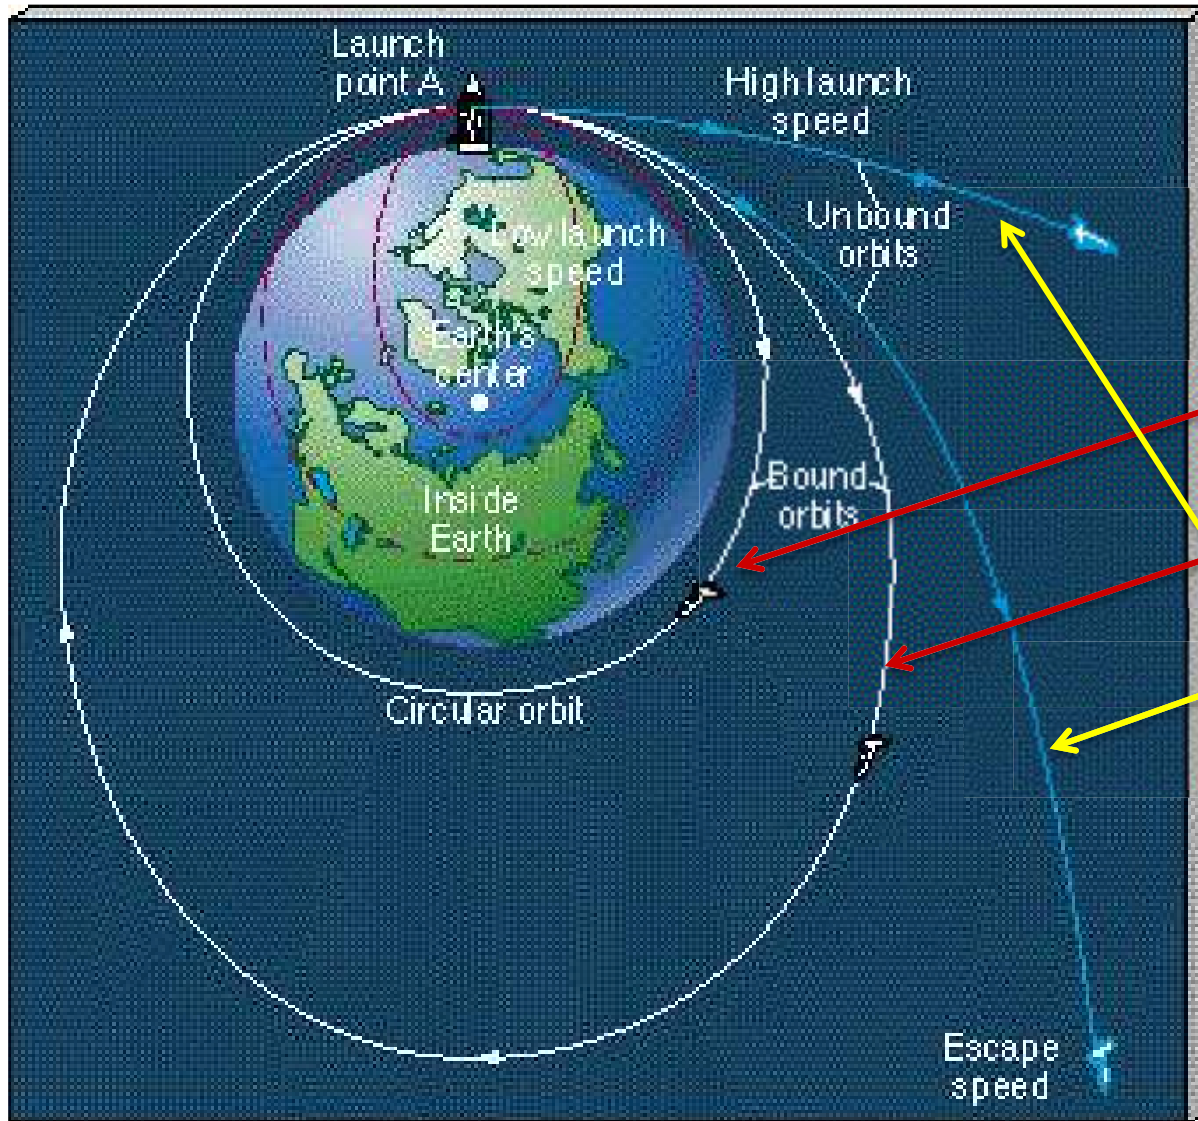 Launch
point A
High launch
speed
Unbound
orbits
Low launch
speed
Earth's
center
Bound
orbits
Inside
Earth
Circular orbit
Escape
speed